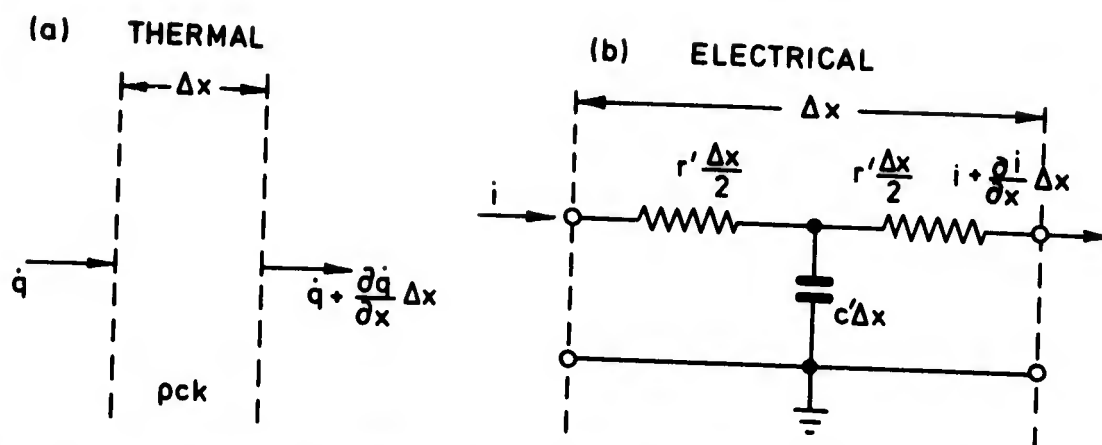 (a) THERMAL
Δx
q̇
q̇ + ∂q̇/∂x Δx
ρck
(b) ELECTRICAL
Δx
r′ Δx/2
r′ Δx/2
i + ∂i/∂x Δx
i
c′Δx